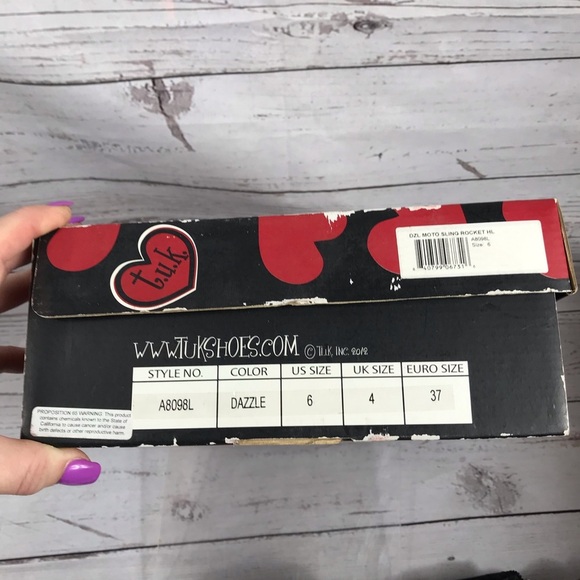 t.u.k.
DZL MOTO SLING ROCKET HL
A8098L
Size: 6
40799 06751
WWW.TUKSHOES.COM © T.U.K. INC. 2012
STYLE NO. COLOR US SIZE UK SIZE EURO SIZE
A8098L DAZZLE 6 4 37
PROPOSITION 65 WARNING: This product
contains chemicals known to the State of
California to cause cancer and/or cause
birth defects or other reproductive harm.